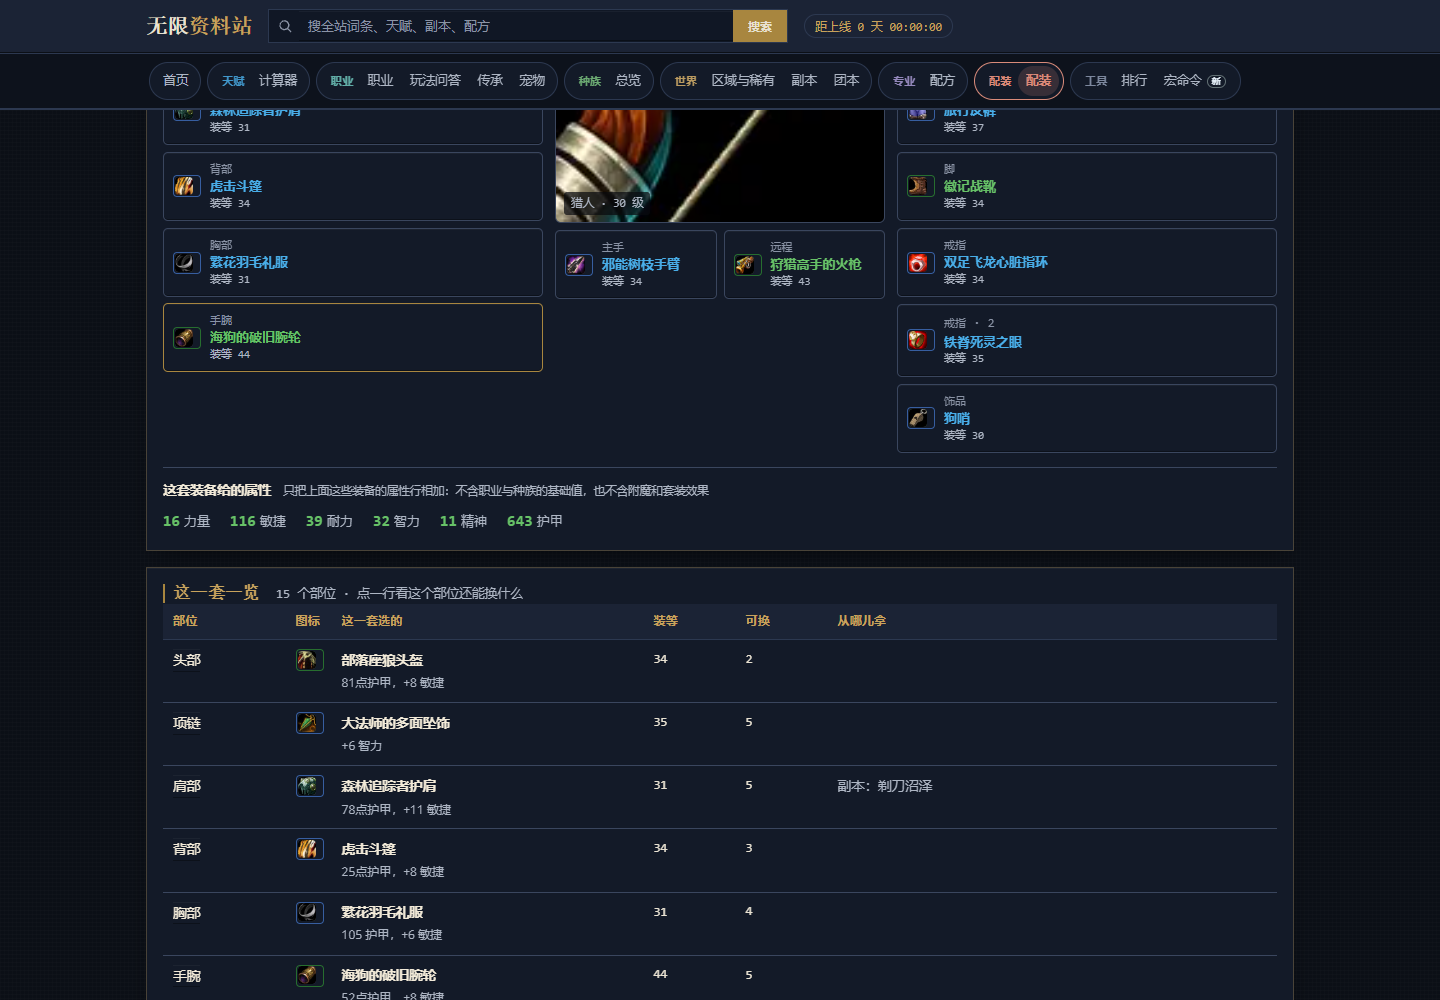 无限资料站
搜全站词条、天赋、副本、配方
搜索
距上线 0 天 00:00:00
首页
天赋 计算器
职业 职业 玩法问答 传承 宠物
种族 总览
世界 区域与稀有 副本 团本
专业 配方
配装 配装
工具 排行 宏命令 新
森林追踪者护肩
装等 31
背部
虎击斗篷
装等 34
胸部
繁花羽毛礼服
装等 31
手腕
海狗的破旧腕轮
装等 44
猎人 · 30 级
主手
邪能树枝手臂
装等 34
远程
狩猎高手的火枪
装等 43
旅行皮裤
装等 37
脚
徽记战靴
装等 34
戒指
双足飞龙心脏指环
装等 34
戒指 · 2
铁脊死灵之眼
装等 35
饰品
狗哨
装等 30
这套装备给的属性 只把上面这些装备的属性行相加：不含职业与种族的基础值，也不含附魔和套装效果
16 力量 116 敏捷 39 耐力 32 智力 11 精神 643 护甲
这一套一览 15 个部位 · 点一行看这个部位还能换什么
部位 图标 这一套选的 装等 可换 从哪儿拿
头部 部落座狼头盔 34 2
81点护甲，+8 敏捷
项链 大法师的多面坠饰 35 5
+6 智力
肩部 森林追踪者护肩 31 5 副本：剃刀沼泽
78点护甲，+11 敏捷
背部 虎击斗篷 34 3
25点护甲，+8 敏捷
胸部 繁花羽毛礼服 31 4
105 护甲，+6 敏捷
手腕 海狗的破旧腕轮 44 5
52点护甲，+8 敏捷